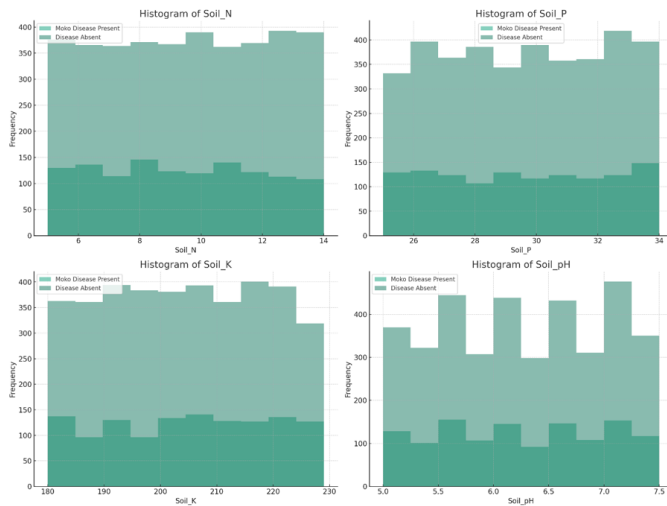 Histogram of Soil_N
Moko Disease Present
Disease Absent
Frequency
350
300
250
200
150
100
50
0
6
8
10
12
14
Soil_N
Histogram of Soil_P
Moko Disease Present
Disease Absent
Frequency
400
350
300
250
200
150
100
50
0
26
28
30
32
34
Soil_P
Histogram of Soil_K
Moko Disease Present
Disease Absent
Frequency
400
350
300
250
200
150
100
50
0
180
190
200
210
220
230
Soil_K
Histogram of Soil_pH
Moko Disease Present
Disease Absent
Frequency
400
300
200
100
0
5.0
5.5
6.0
6.5
7.0
7.5
Soil_pH